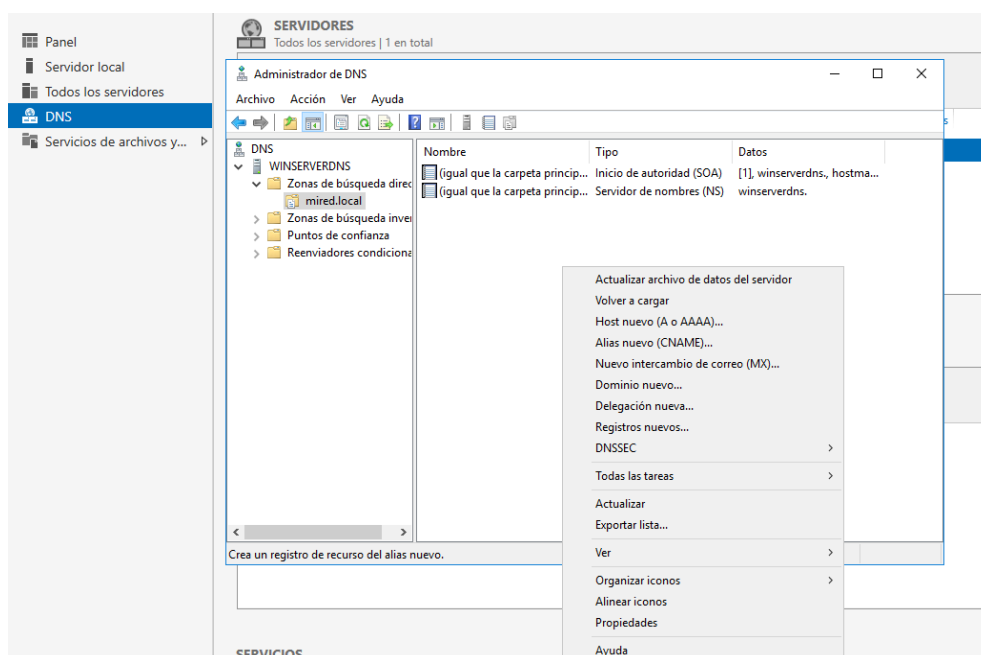 SERVIDORES
Todos los servidores | 1 en total
Panel
Servidor local
Todos los servidores
DNS
Servicios de archivos y...
Administrador de DNS
Archivo Acción Ver Ayuda
DNS
WINSERVERDNS
Zonas de búsqueda direc
mired.local
Zonas de búsqueda inver
Puntos de confianza
Reenviadores condiciona
Nombre Tipo Datos
(igual que la carpeta princip... Inicio de autoridad (SOA) [1], winserverdns., hostma...
(igual que la carpeta princip... Servidor de nombres (NS) winserverdns.
Actualizar archivo de datos del servidor
Volver a cargar
Host nuevo (A o AAAA)...
Alias nuevo (CNAME)...
Nuevo intercambio de correo (MX)...
Dominio nuevo...
Delegación nueva...
Registros nuevos...
DNSSEC
Todas las tareas
Actualizar
Exportar lista...
Ver
Organizar iconos
Alinear iconos
Propiedades
Ayuda
Crea un registro de recurso del alias nuevo.
SERVICIOS